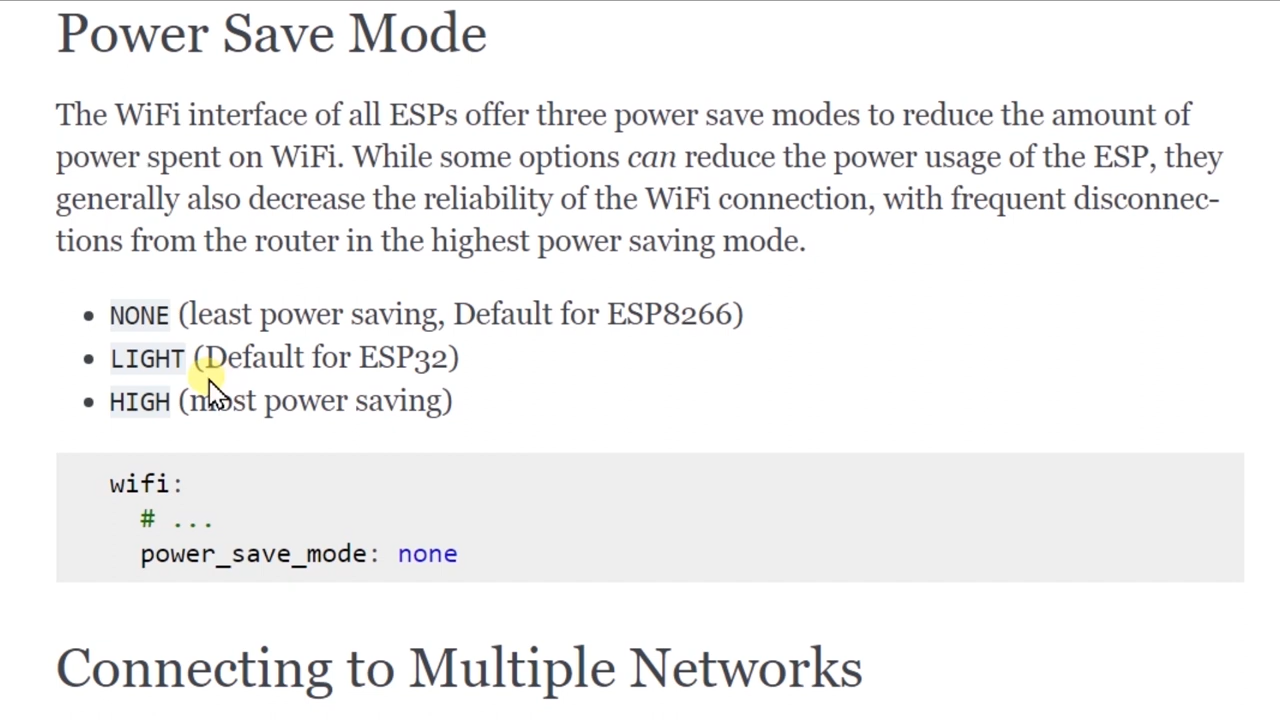 Power Save Mode
The WiFi interface of all ESPs offer three power save modes to reduce the amount of
power spent on WiFi. While some options can reduce the power usage of the ESP, they
generally also decrease the reliability of the WiFi connection, with frequent disconnec-
tions from the router in the highest power saving mode.
• NONE (least power saving, Default for ESP8266)
• LIGHT (Default for ESP32)
• HIGH (most power saving)
wifi:
# ...
power_save_mode: none
Connecting to Multiple Networks